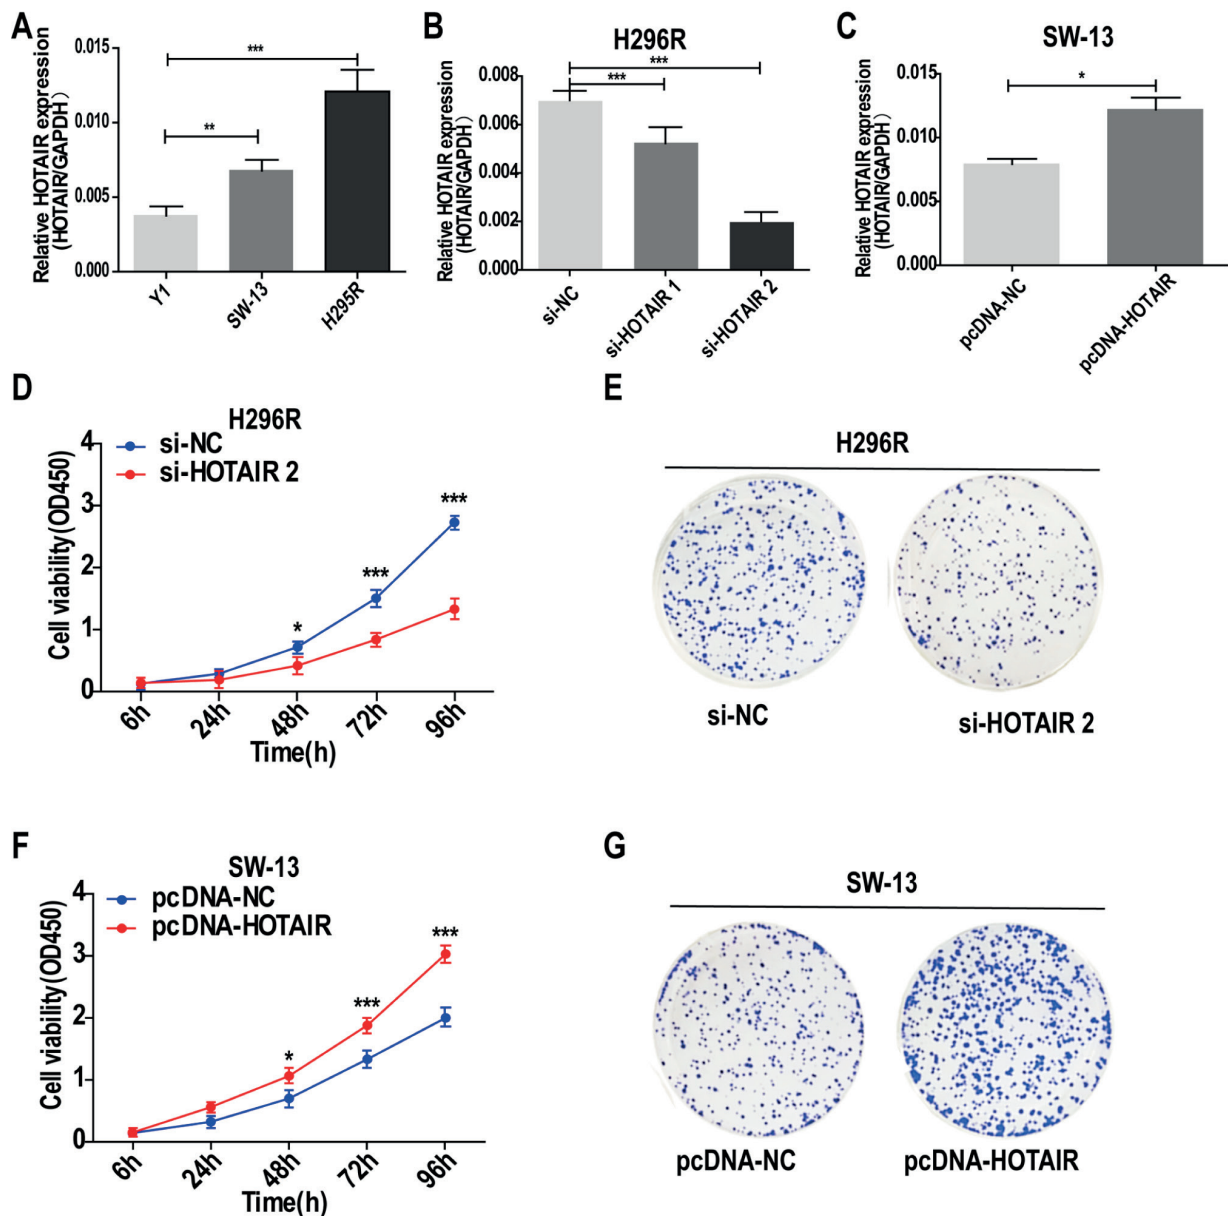 A
Relative HOTAIR expression
(HOTAIR/GAPDH)
0.015
0.010
0.005
0.000
***
**
Y1
SW-13
H295R
B
H296R
Relative HOTAIR expression
(HOTAIR/GAPDH)
0.008
0.006
0.004
0.002
0.000
***
***
si-NC
si-HOTAIR 1
si-HOTAIR 2
C
SW-13
Relative HOTAIR expression
(HOTAIR/GAPDH)
0.015
0.010
0.005
0.000
*
pcDNA-NC
pcDNA-HOTAIR
D
H296R
si-NC
si-HOTAIR 2
Cell viability(OD450)
4
3
2
1
0
*
***
***
6h
24h
48h
72h
96h
Time(h)
E
H296R
si-NC
si-HOTAIR 2
F
SW-13
pcDNA-NC
pcDNA-HOTAIR
Cell viability(OD450)
4
3
2
1
0
*
***
***
6h
24h
48h
72h
96h
Time(h)
G
SW-13
pcDNA-NC
pcDNA-HOTAIR